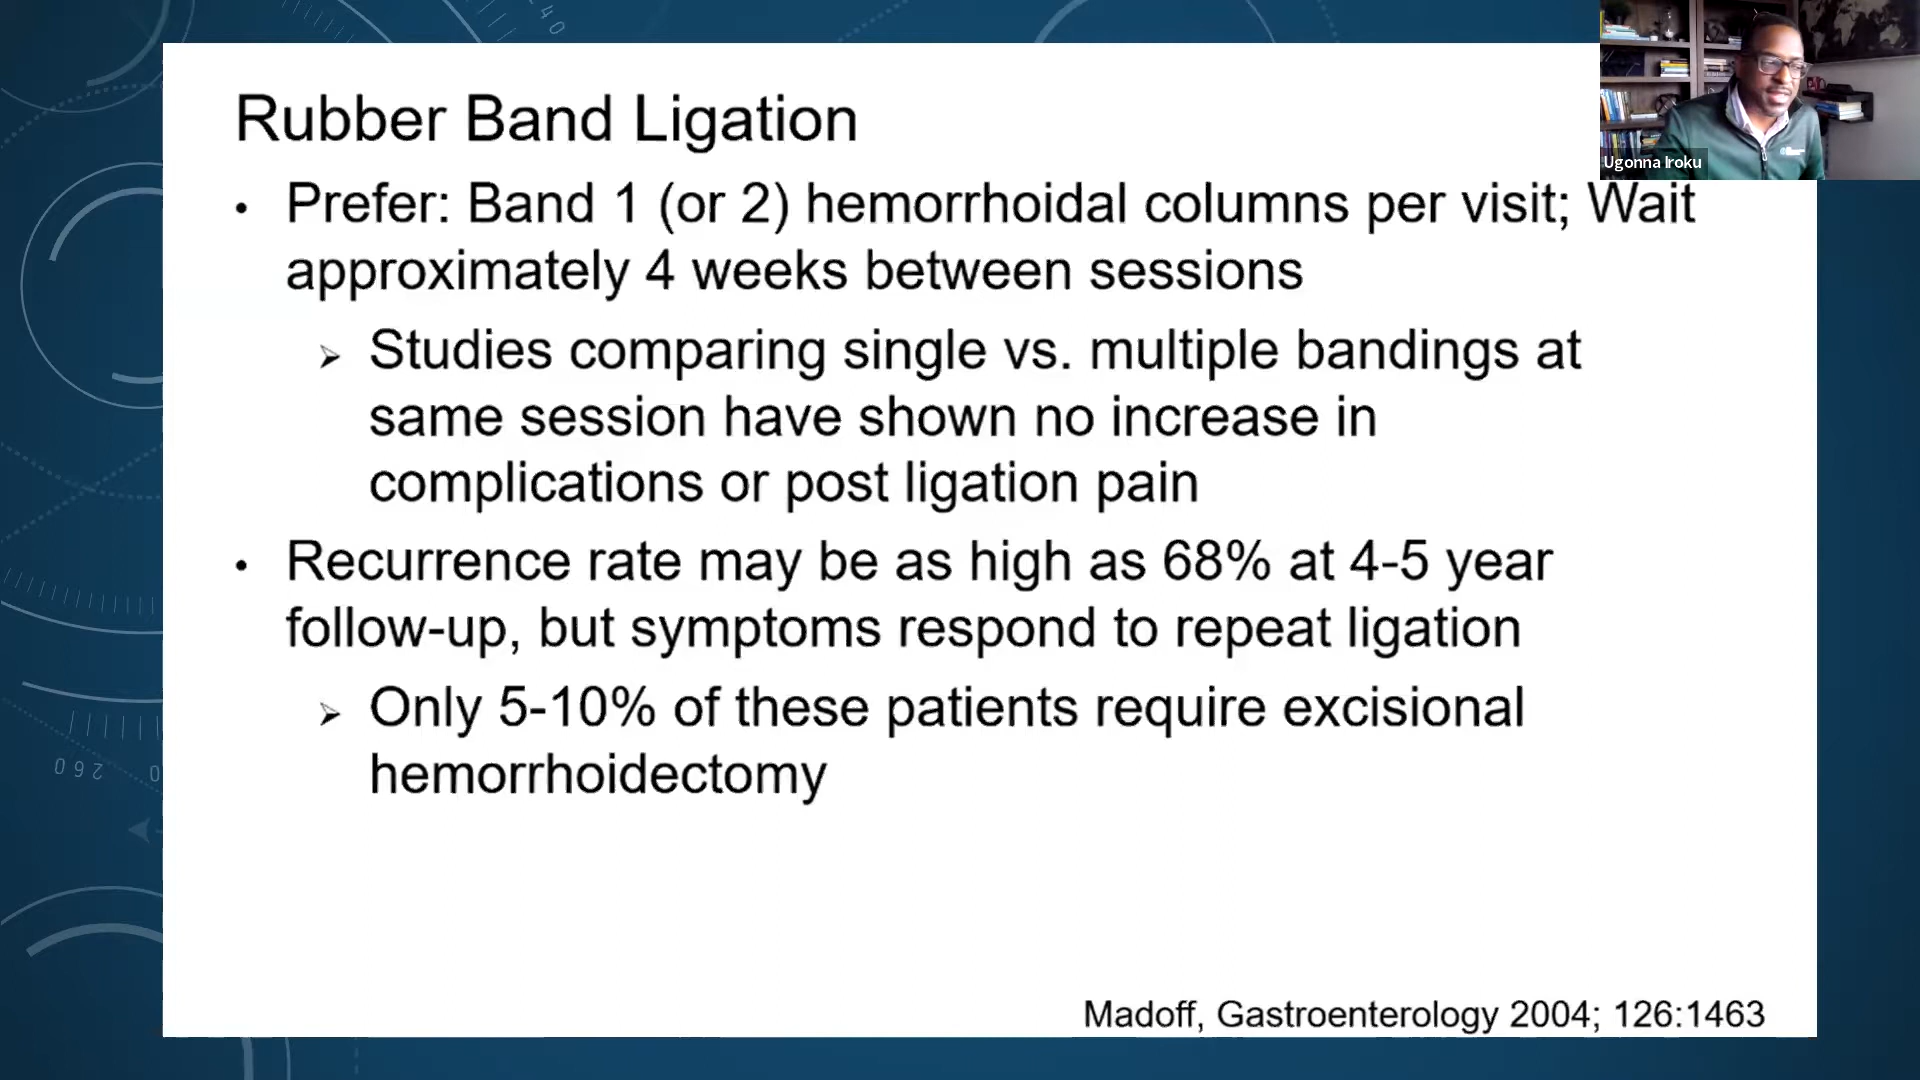 40
Ugonna Iroku
Rubber Band Ligation
• Prefer: Band 1 (or 2) hemorrhoidal columns per visit; Wait
approximately 4 weeks between sessions
➢ Studies comparing single vs. multiple bandings at
same session have shown no increase in
complications or post ligation pain
• Recurrence rate may be as high as 68% at 4-5 year
follow-up, but symptoms respond to repeat ligation
➢ Only 5-10% of these patients require excisional
hemorrhoidectomy
260
Madoff, Gastroenterology 2004; 126:1463